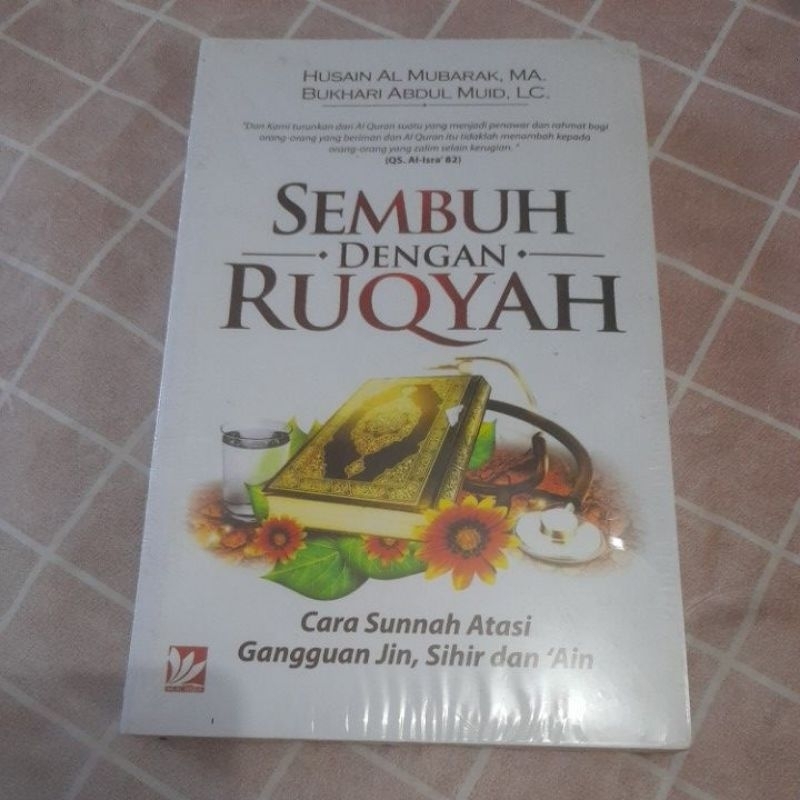 HUSAIN AL MUBARAK, MA.
BUKHARI ABDUL MUID, LC.
"Dan Kami turunkan dari Al Quran suatu yang menjadi penawar dan rahmat bagi
orang-orang yang beriman dan Al Quran itu tidaklah menambah kepada
orang-orang yang zalim selain kerugian."
(QS. Al-Isra' 82)
SEMBUH
DENGAN
RUQYAH
Cara Sunnah Atasi
Gangguan Jin, Sihir dan 'Ain